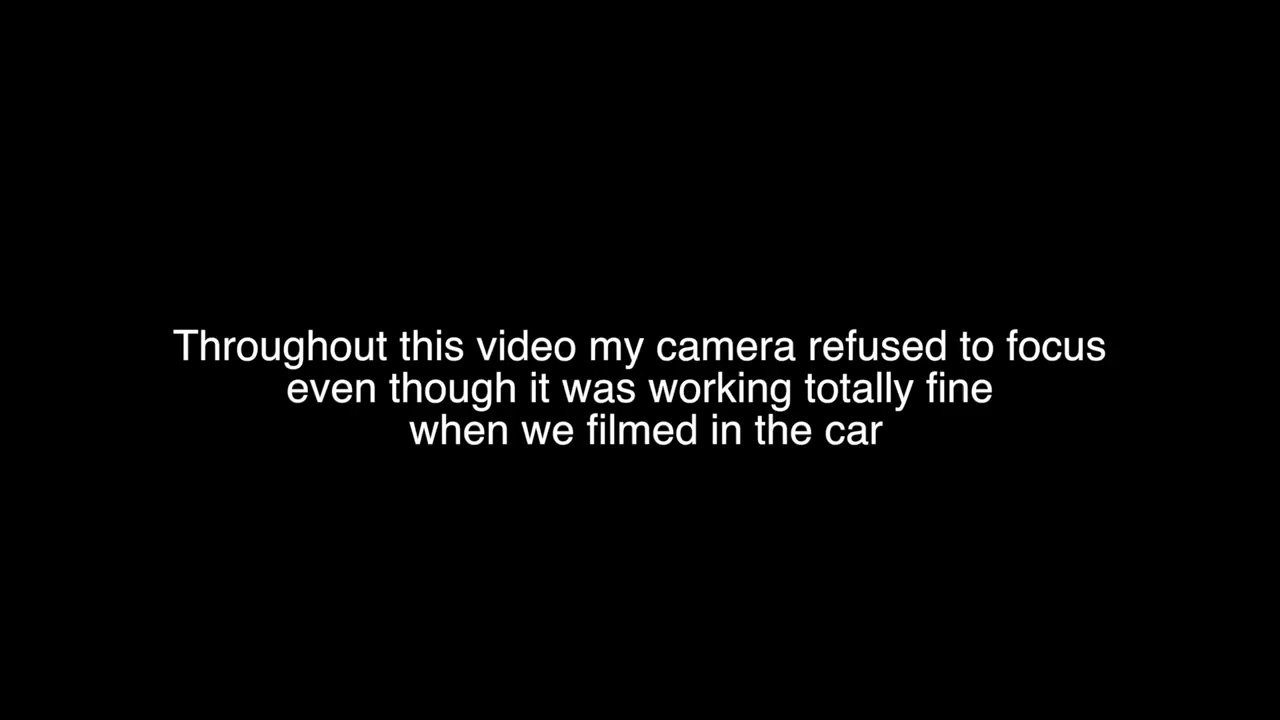 Throughout this video my camera refused to focus
even though it was working totally fine
when we filmed in the car